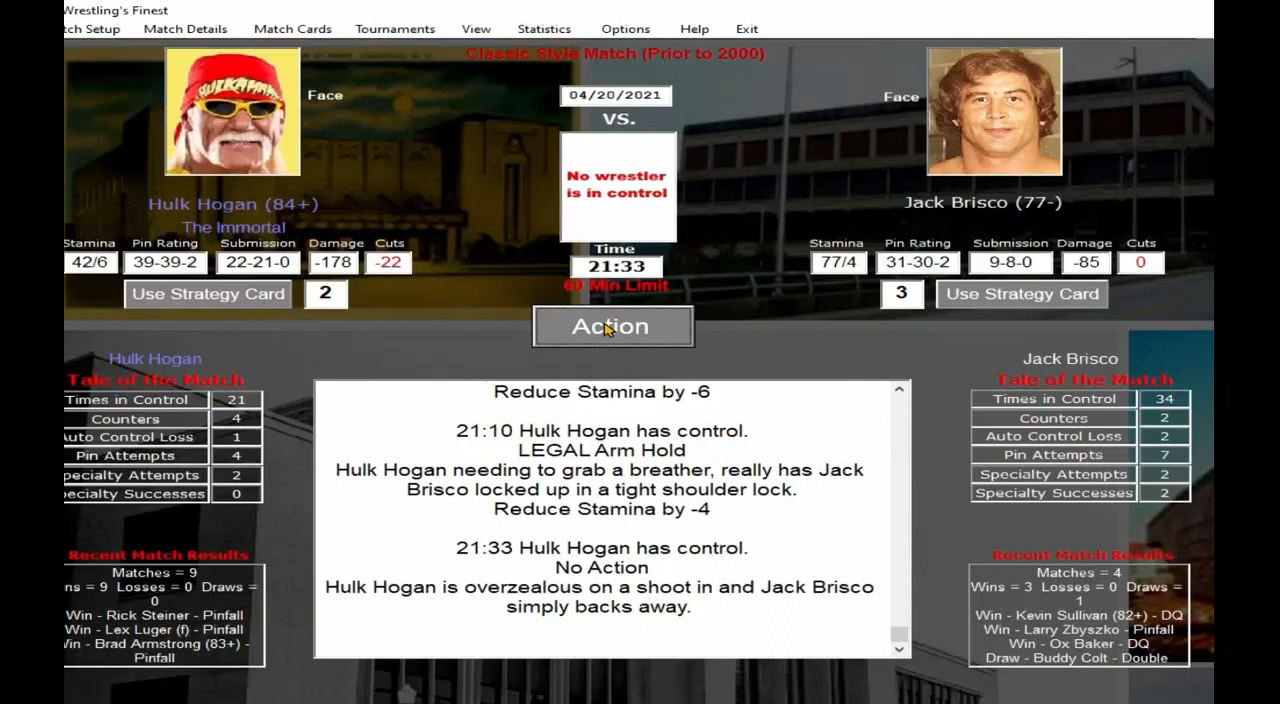 Wrestling's Finest
tch Setup Match Details Match Cards Tournaments View Statistics Options Help Exit
Classic Style Match (Prior to 2000)
HULKAMANIA
Face
04/20/2021
Face
VS.
No wrestler
is in control
Hulk Hogan (84+)
Jack Brisco (77-)
The Immortal
Stamina Pin Rating Submission Damage Cuts
42/6 39-39-2 22-21-0 -178 -22
Time
21:33
60 Min Limit
Stamina Pin Rating Submission Damage Cuts
77/4 31-30-2 9-8-0 -85 0
Use Strategy Card 2
3 Use Strategy Card
Action
Hulk Hogan
Tale of the Match
Times in Control 21
Counters 4
Auto Control Loss 1
Pin Attempts 4
pecialty Attempts 2
pecialty Successes 0
Reduce Stamina by -6
21:10 Hulk Hogan has control.
LEGAL Arm Hold
Hulk Hogan needing to grab a breather, really has Jack
Brisco locked up in a tight shoulder lock.
Reduce Stamina by -4
21:33 Hulk Hogan has control.
No Action
Hulk Hogan is overzealous on a shoot in and Jack Brisco
simply backs away.
Jack Brisco
Tale of the Match
Times in Control 34
Counters 2
Auto Control Loss 2
Pin Attempts 7
Specialty Attempts 2
Specialty Successes 2
Recent Match Results
Matches = 9
ns = 9 Losses = 0 Draws =
0
Win - Rick Steiner - Pinfall
Win - Lex Luger (f) - Pinfall
Win - Brad Armstrong (83+) -
Pinfall
Recent Match Results
Matches = 4
Wins = 3 Losses = 0 Draws =
1
Win - Kevin Sullivan (82+) - DQ
Win - Larry Zbyszko - Pinfall
Win - Ox Baker - DQ
Draw - Buddy Colt - Double